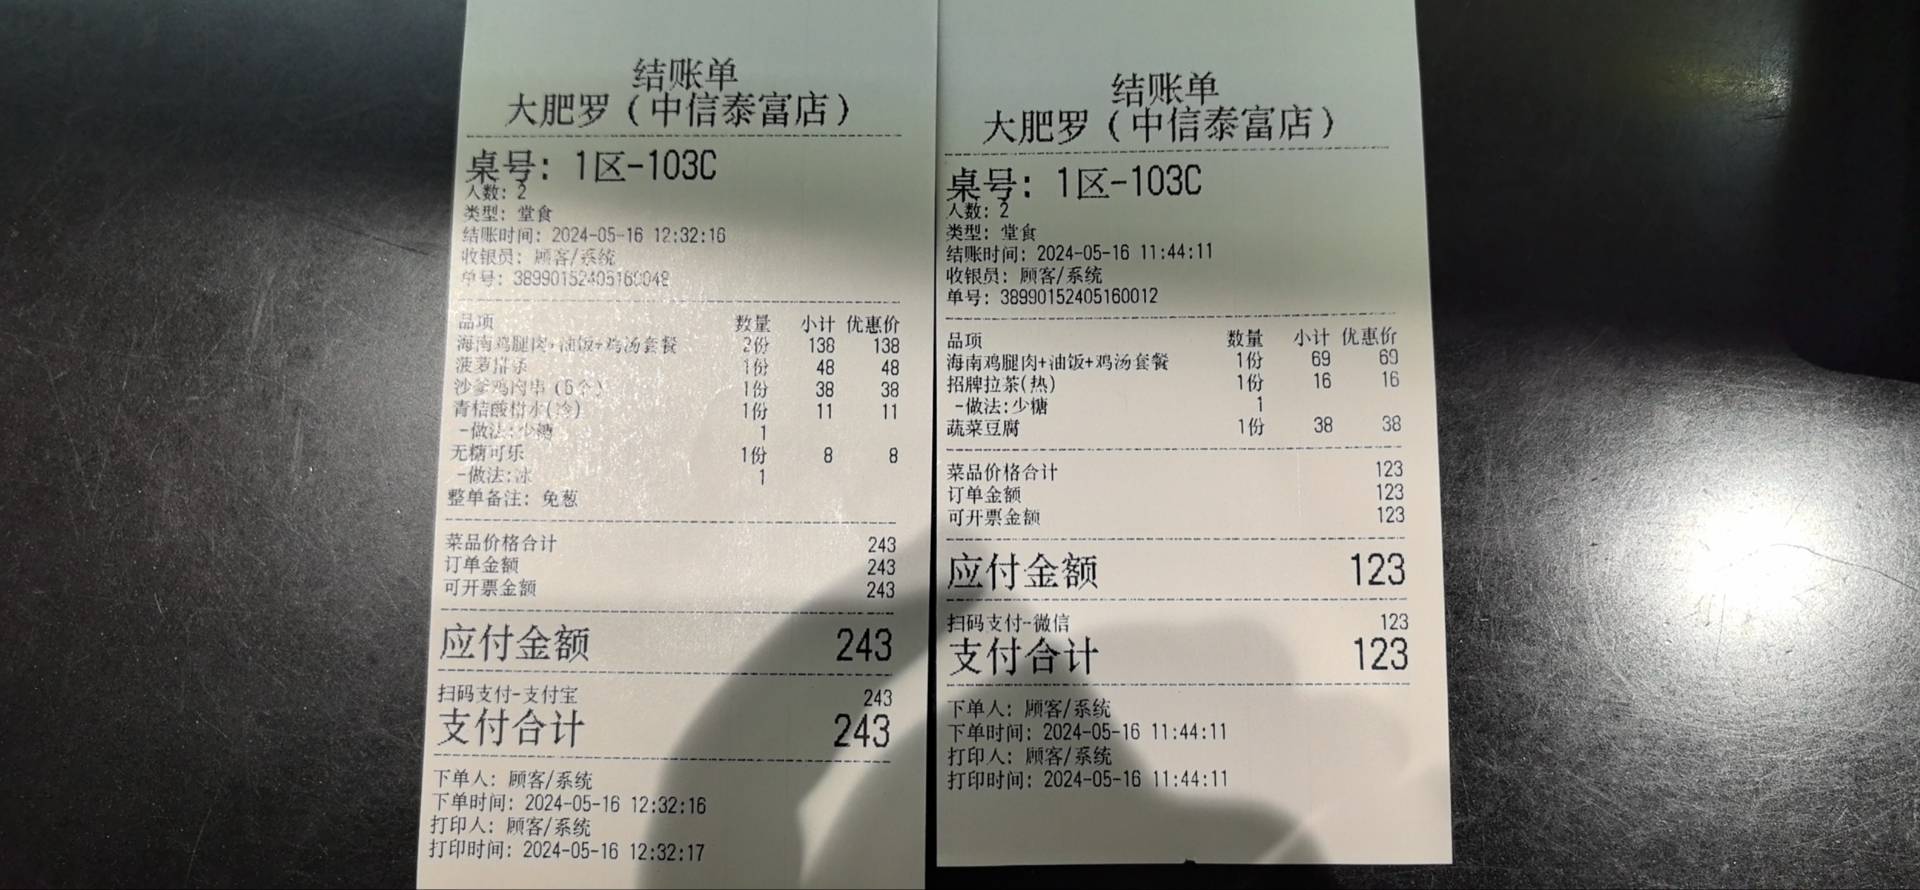 结账单
大肥罗（中信泰富店）
桌号: 1区-103C
人数: 2
类型: 堂食
结账时间: 2024-05-16 12:32:16
收银员: 顾客/系统
单号: 38990152405160048
品项 数量 小计 优惠价
海南鸡腿肉+油饭+鸡汤套餐 2份 138 138
菠萝排条 1份 48 48
沙爹鸡肉串(6个) 1份 38 38
青桔酸柑水(冷) 1份 11 11
-做法:少糖 1
无糖可乐 1份 8 8
-做法:冰 1
整单备注: 免葱
菜品价格合计 243
订单金额 243
可开票金额 243
应付金额 243
扫码支付-支付宝 243
支付合计 243
下单人: 顾客/系统
下单时间: 2024-05-16 12:32:16
打印人: 顾客/系统
打印时间: 2024-05-16 12:32:17
结账单
大肥罗（中信泰富店）
桌号: 1区-103C
人数: 2
类型: 堂食
结账时间: 2024-05-16 11:44:11
收银员: 顾客/系统
单号: 38990152405160012
品项 数量 小计 优惠价
海南鸡腿肉+油饭+鸡汤套餐 1份 69 69
招牌拉茶(热) 1份 16 16
-做法:少糖 1
蔬菜豆腐 1份 38 38
菜品价格合计 123
订单金额 123
可开票金额 123
应付金额 123
扫码支付-微信 123
支付合计 123
下单人: 顾客/系统
下单时间: 2024-05-16 11:44:11
打印人: 顾客/系统
打印时间: 2024-05-16 11:44:11